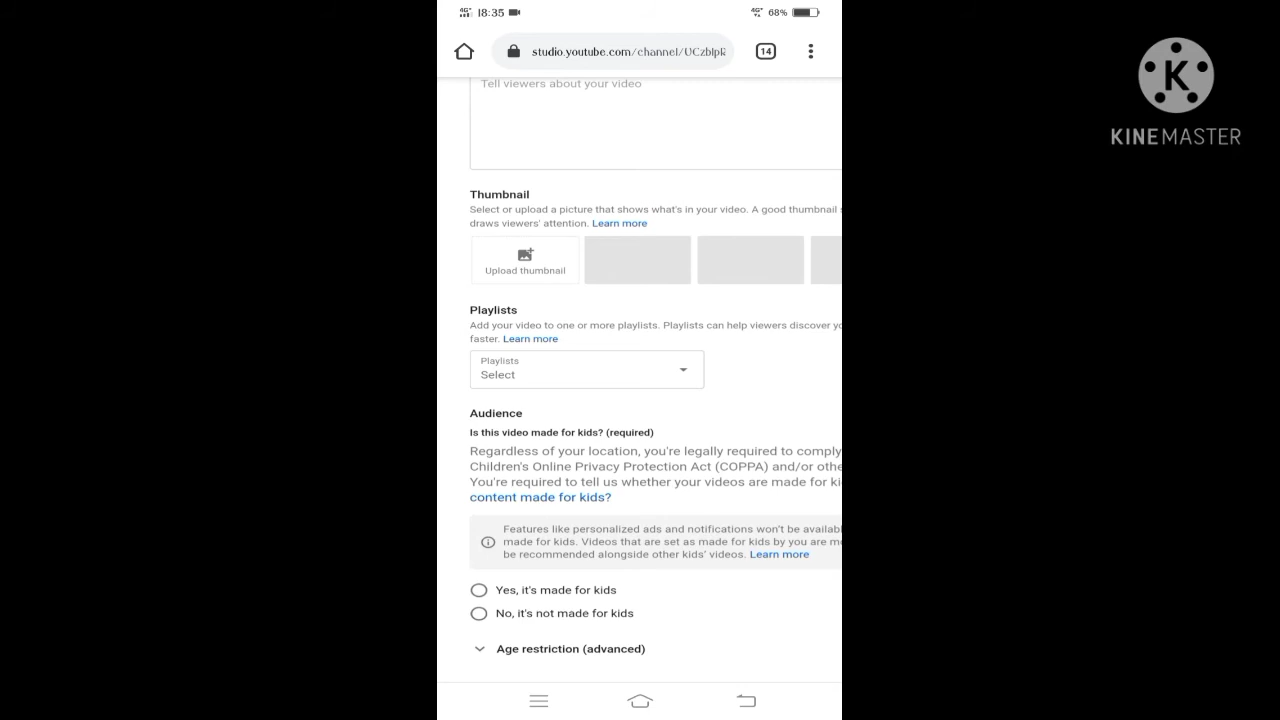 4G+ 18:35 4G+ 68%
studio.youtube.com/channel/UCzbIpR 14
Tell viewers about your video
Thumbnail
Select or upload a picture that shows what's in your video. A good thumbnail
draws viewers' attention. Learn more
Upload thumbnail
Playlists
Add your video to one or more playlists. Playlists can help viewers discover
faster. Learn more
Playlists
Select
Audience
Is this video made for kids? (required)
Regardless of your location, you're legally required to comply
Children's Online Privacy Protection Act (COPPA) and/or
You're required to tell us whether your videos are made for
content made for kids?
Features like personalized ads and notifications won't be
made for kids. Videos that are set as made for kids by you are
be recommended alongside other kids' videos. Learn more
Yes, it's made for kids
No, it's not made for kids
Age restriction (advanced)
K
KINEMASTER